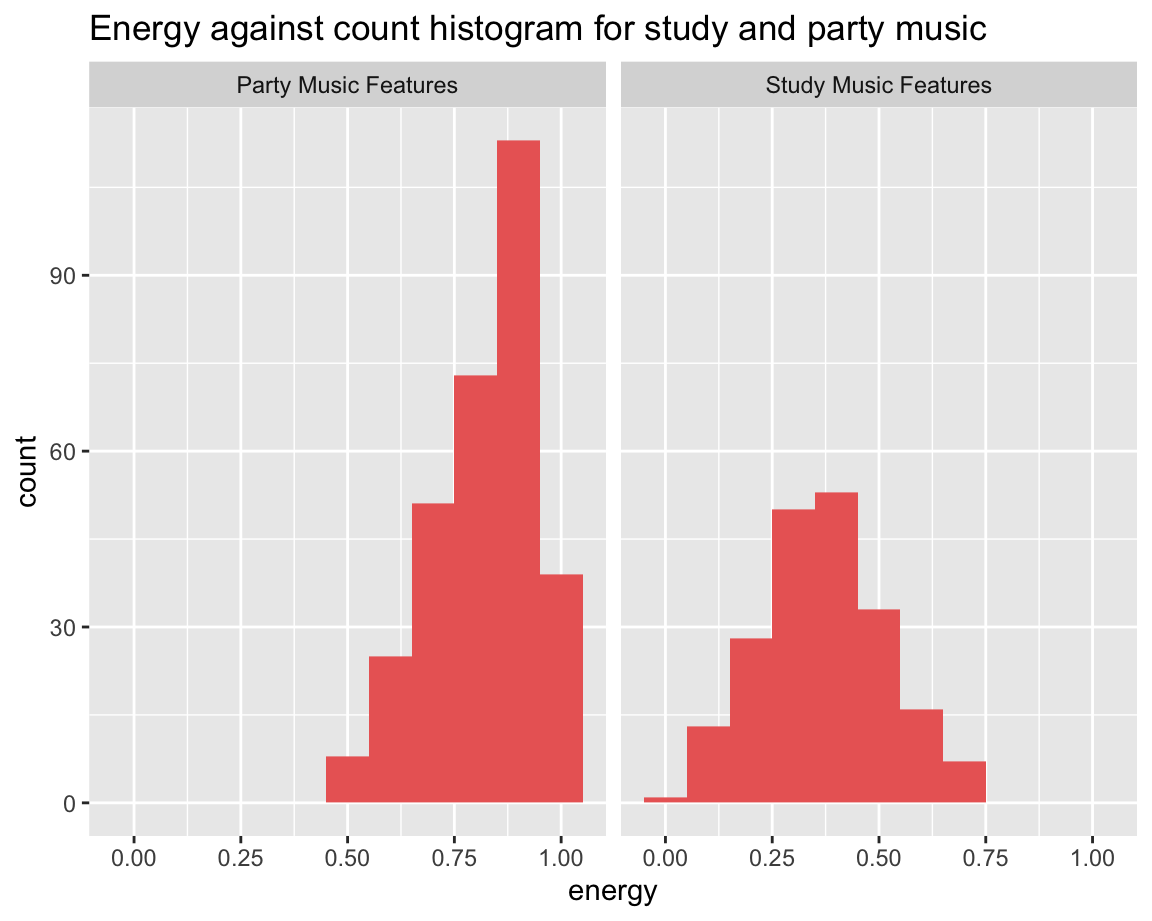 Energy against count histogram for study and party music
Party Music Features
Study Music Features
count
90
60
30
0
0.00 0.25 0.50 0.75 1.00
0.00 0.25 0.50 0.75 1.00
energy